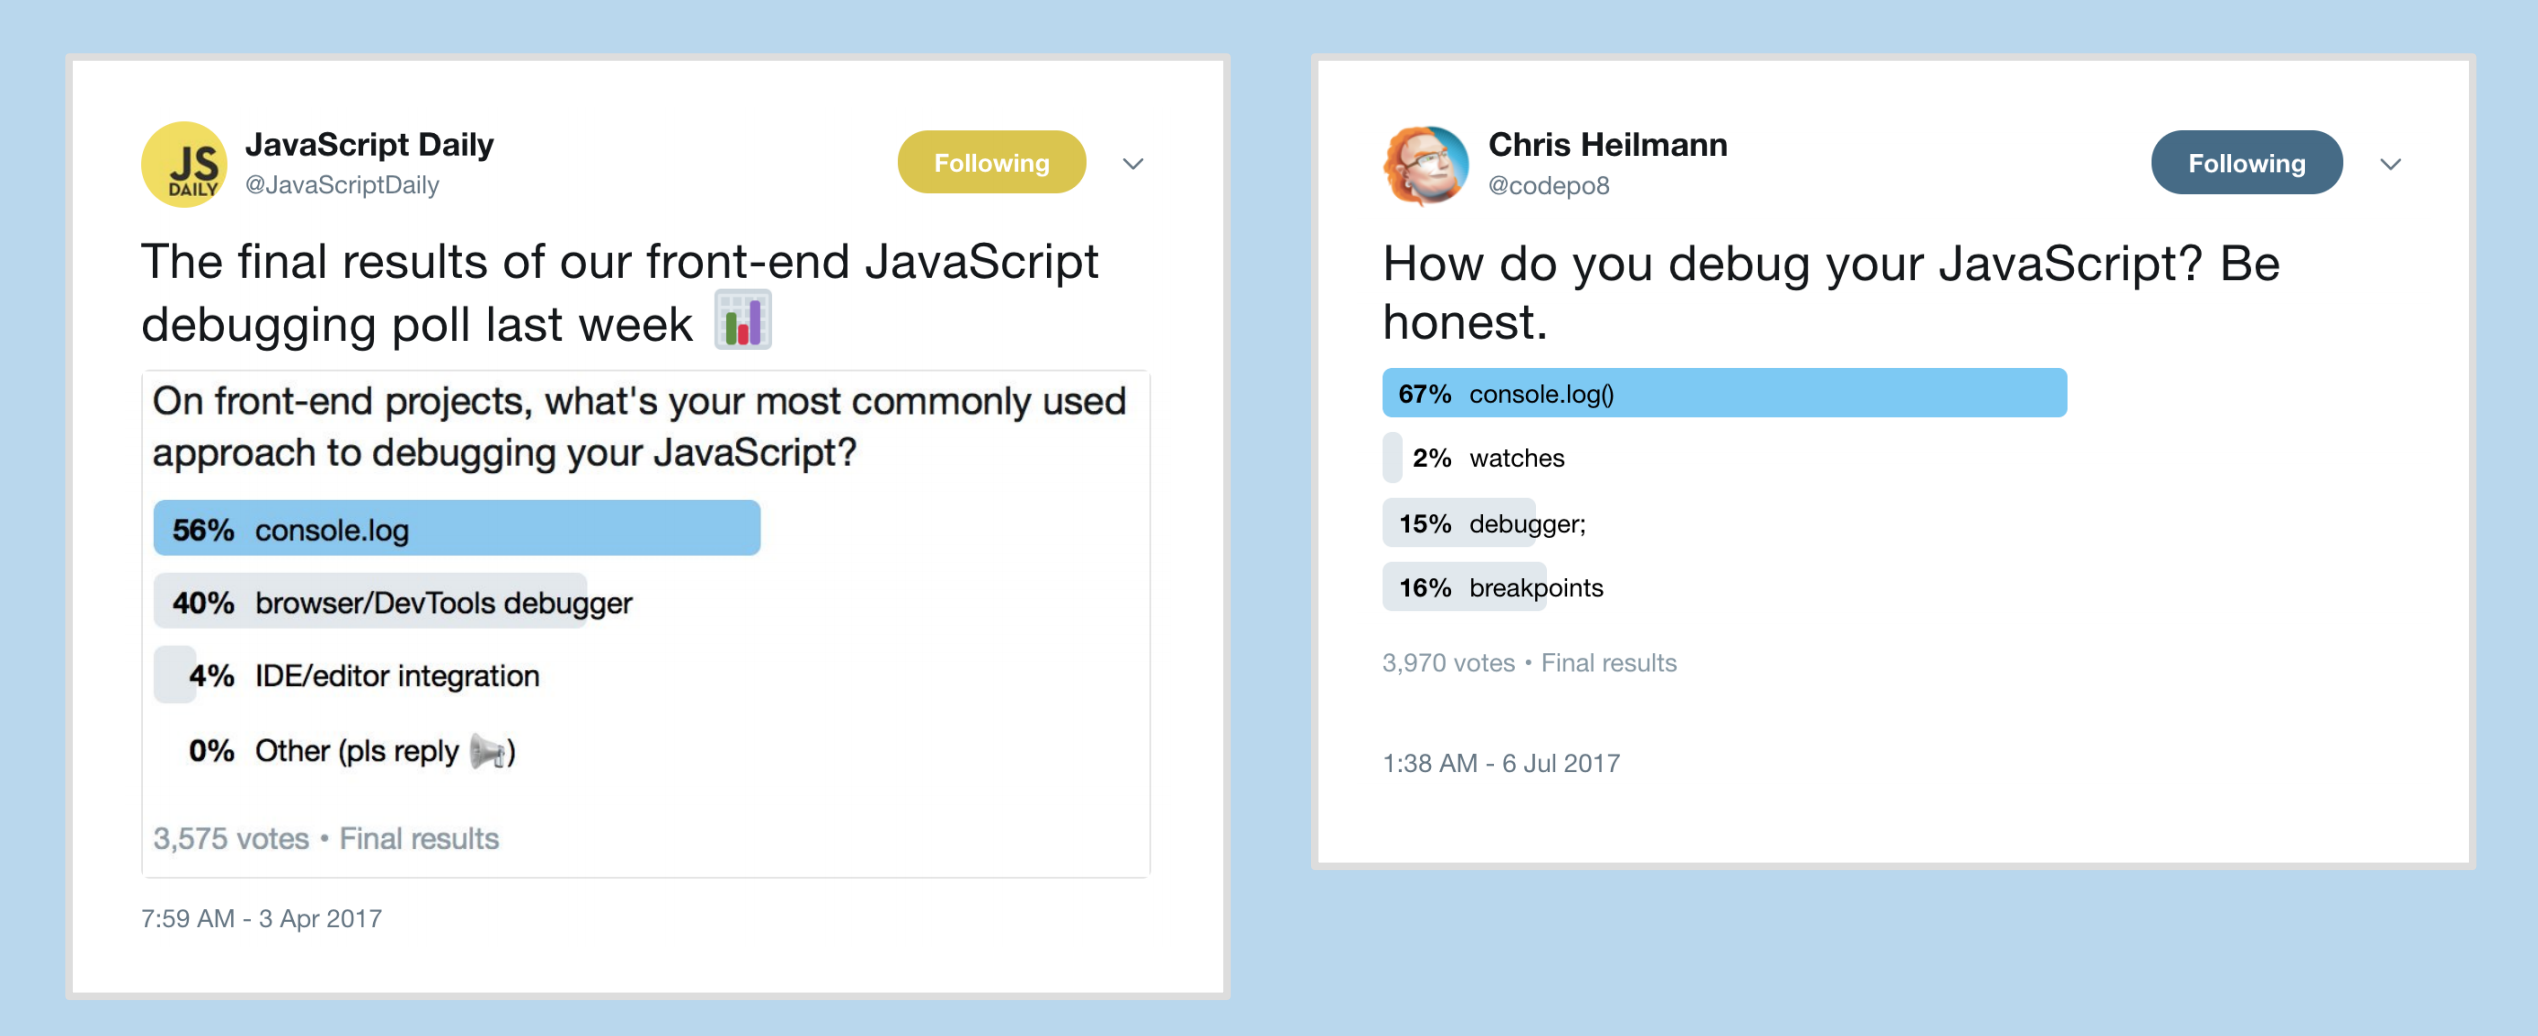 JS
DAILY
JavaScript Daily
@JavaScriptDaily
Following
The final results of our front-end JavaScript
debugging poll last week 📊
On front-end projects, what's your most commonly used
approach to debugging your JavaScript?
56% console.log
40% browser/DevTools debugger
4% IDE/editor integration
0% Other (pls reply 📢)
3,575 votes • Final results
7:59 AM - 3 Apr 2017
Chris Heilmann
@codepo8
Following
How do you debug your JavaScript? Be
honest.
67% console.log()
2% watches
15% debugger;
16% breakpoints
3,970 votes • Final results
1:38 AM - 6 Jul 2017